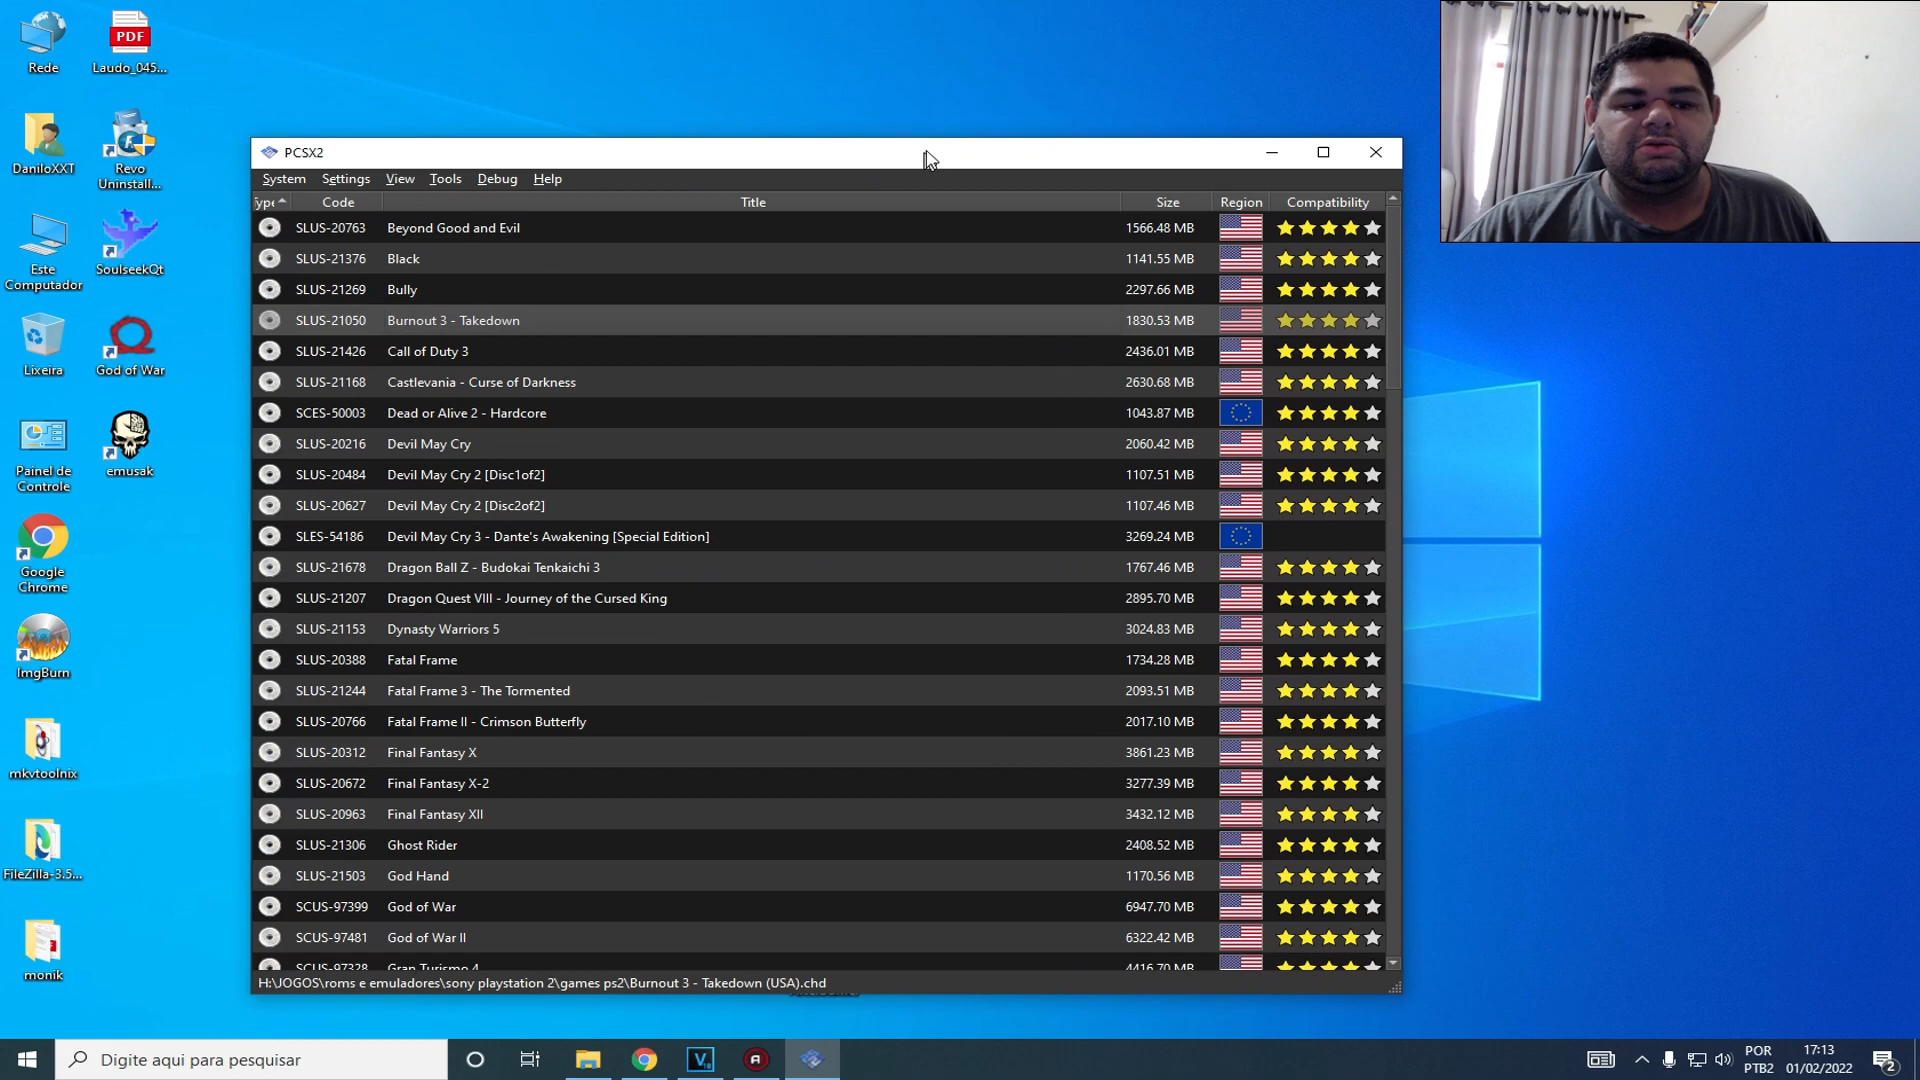 Rede
PDF
Laudo_045...
DaniloXXT
Revo
Uninstall...
Este
Computador
SoulseekQt
Lixeira
God of War
Painel de
Controle
emusak
Google
Chrome
ImgBurn
mkvtoolnix
FileZilla-3.5...
monik
PCSX2
System Settings View Tools Debug Help
Type Code Title Size Region Compatibility
SLUS-20763 Beyond Good and Evil 1566.48 MB
SLUS-21376 Black 1141.55 MB
SLUS-21269 Bully 2297.66 MB
SLUS-21050 Burnout 3 - Takedown 1830.53 MB
SLUS-21426 Call of Duty 3 2436.01 MB
SLUS-21168 Castlevania - Curse of Darkness 2630.68 MB
SCES-50003 Dead or Alive 2 - Hardcore 1043.87 MB
SLUS-20216 Devil May Cry 2060.42 MB
SLUS-20484 Devil May Cry 2 [Disc1of2] 1107.51 MB
SLUS-20627 Devil May Cry 2 [Disc2of2] 1107.46 MB
SLES-54186 Devil May Cry 3 - Dante's Awakening [Special Edition] 3269.24 MB
SLUS-21678 Dragon Ball Z - Budokai Tenkaichi 3 1767.46 MB
SLUS-21207 Dragon Quest VIII - Journey of the Cursed King 2895.70 MB
SLUS-21153 Dynasty Warriors 5 3024.83 MB
SLUS-20388 Fatal Frame 1734.28 MB
SLUS-21244 Fatal Frame 3 - The Tormented 2093.51 MB
SLUS-20766 Fatal Frame II - Crimson Butterfly 2017.10 MB
SLUS-20312 Final Fantasy X 3861.23 MB
SLUS-20672 Final Fantasy X-2 3277.39 MB
SLUS-20963 Final Fantasy XII 3432.12 MB
SLUS-21306 Ghost Rider 2408.52 MB
SLUS-21503 God Hand 1170.56 MB
SCUS-97399 God of War 6947.70 MB
SCUS-97481 God of War II 6322.42 MB
SCUS-97328 Gran Turismo 4 4416.70 MB
H:\JOGOS\roms e emuladores\sony playstation 2\games ps2\Burnout 3 - Takedown (USA).chd
Digite aqui para pesquisar
POR
PTB2
17:13
01/02/2022
2